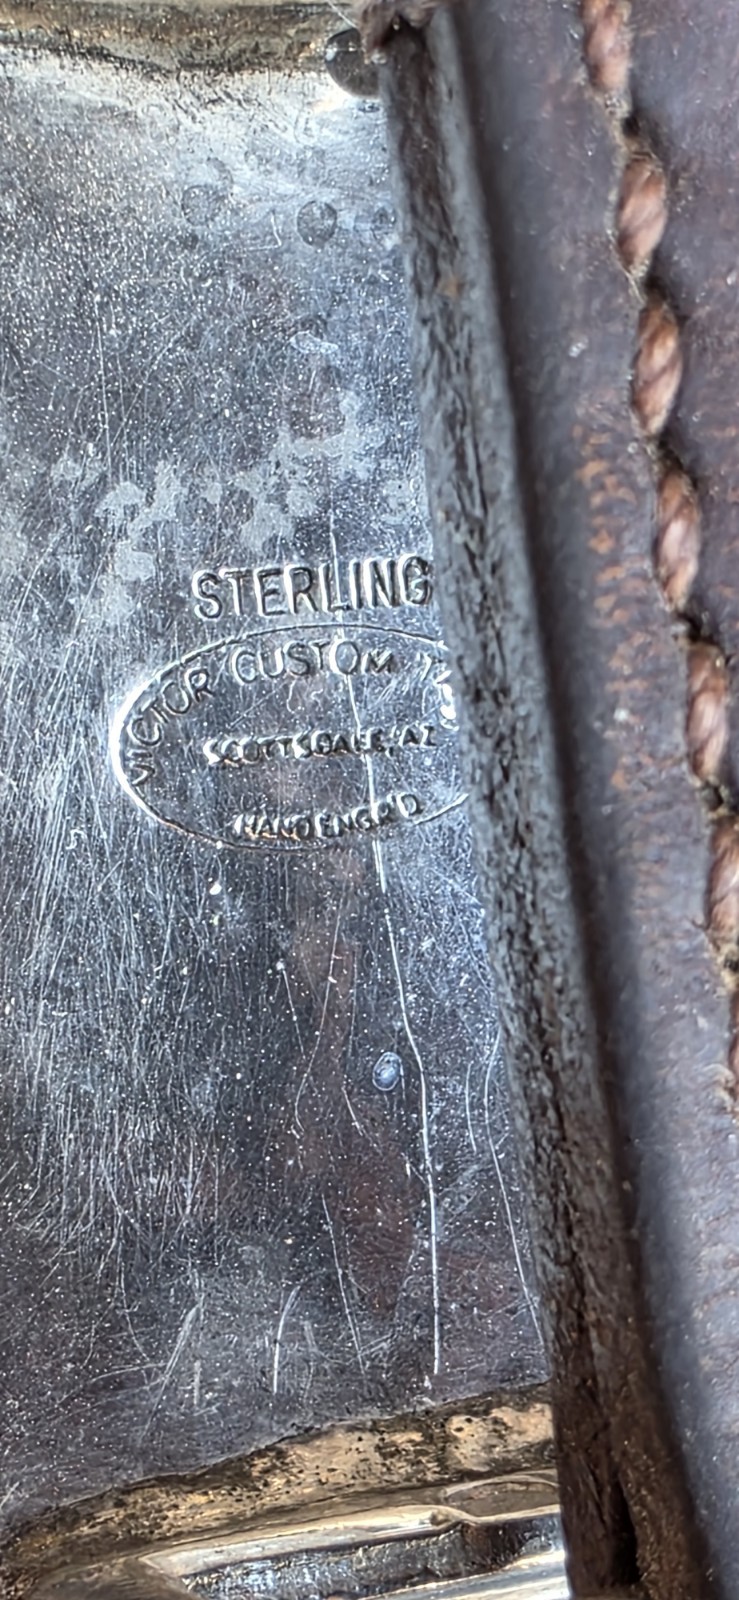 STERLING
VICTOR CUSTOM
SCOTTSDALE, AZ
HAND ENGR'D